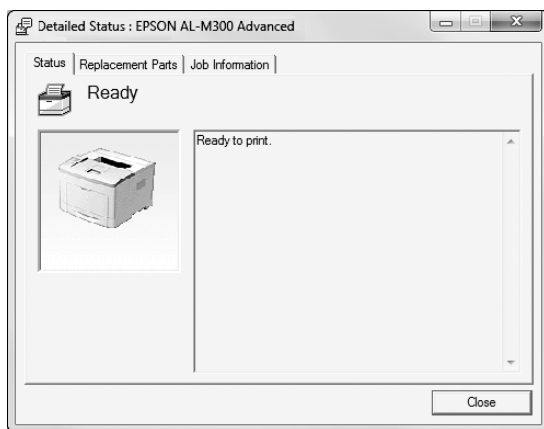 Detailed Status : EPSON AL-M300 Advanced
Status Replacement Parts Job Information
Ready
Ready to print.
Close